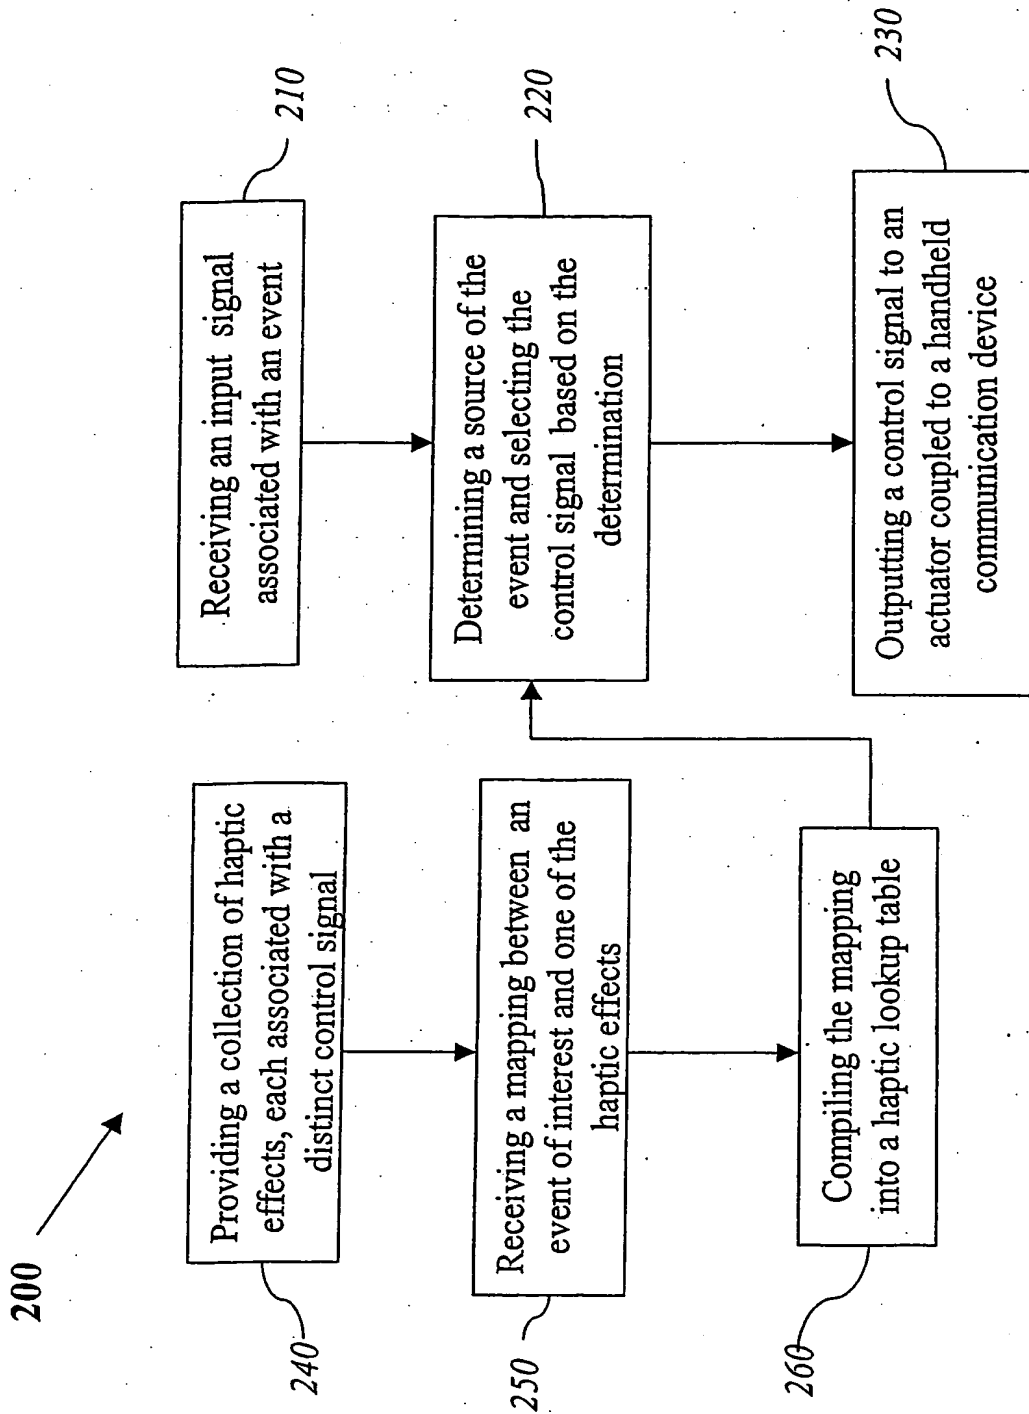 200
240
Providing a collection of haptic
effects, each associated with a
distinct control signal
250
Receiving a mapping between an
event of interest and one of the
haptic effects
260
Compiling the mapping
into a haptic lookup table
210
Receiving an input signal
associated with an event
220
Determining a source of the
event and selecting the
control signal based on the
determination
230
Outputting a control signal to an
actuator coupled to a handheld
communication device